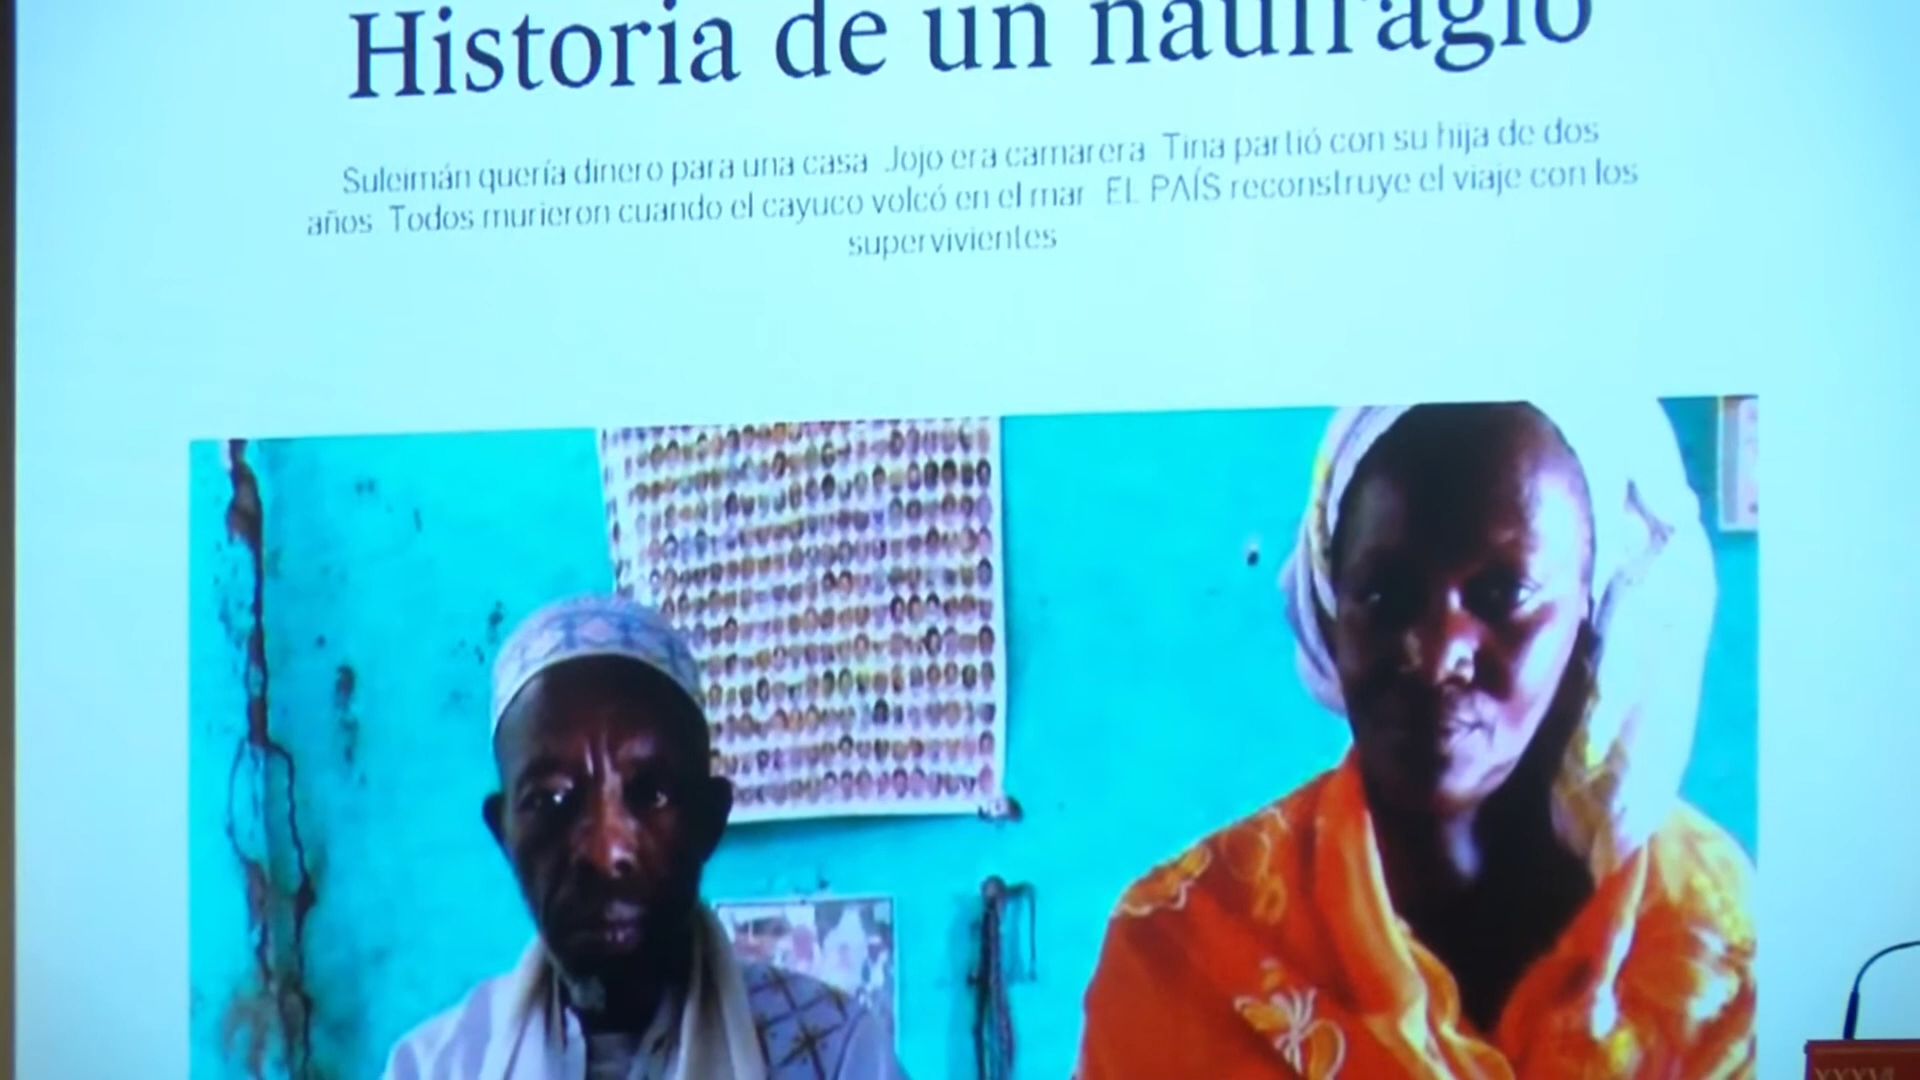 Historia de un naufragio
Suleimán quería dinero para una casa. Jojo era camarera. Tina partió con su hija de dos
años. Todos murieron cuando el cayuco volcó en el mar. EL PAÍS reconstruye el viaje con los
supervivientes